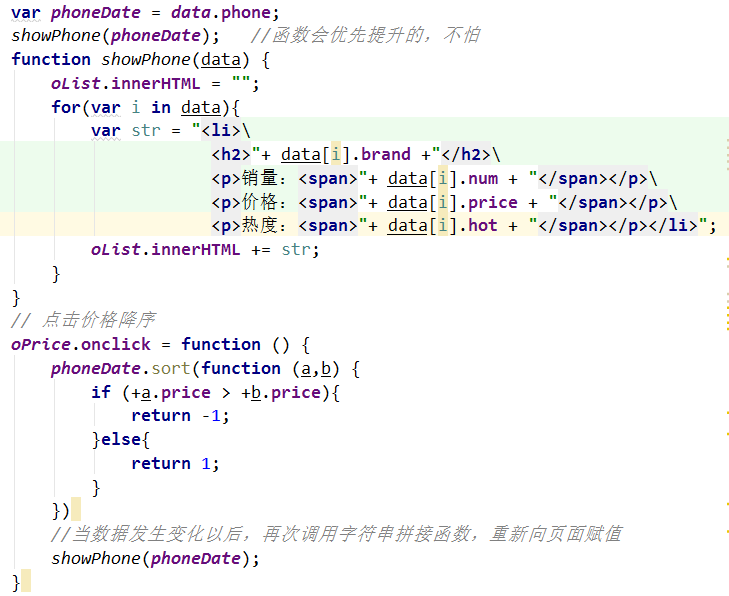 var phoneDate = data.phone;
showPhone(phoneDate);   //函数会优先提升的，不怕
function showPhone(data) {
    oList.innerHTML = "";
    for(var i in data){
        var str = "<li>\
                    <h2>"+ data[i].brand +"</h2>\
                    <p>销量：<span>"+ data[i].num + "</span></p>\
                    <p>价格：<span>"+ data[i].price + "</span></p>\
                    <p>热度：<span>"+ data[i].hot + "</span></p></li>";
        oList.innerHTML += str;
    }
}
// 点击价格降序
oPrice.onclick = function () {
    phoneDate.sort(function (a,b) {
        if (+a.price > +b.price){
            return -1;
        }else{
            return 1;
        }
    })
    //当数据发生变化以后，再次调用字符串拼接函数，重新向页面赋值
    showPhone(phoneDate);
}